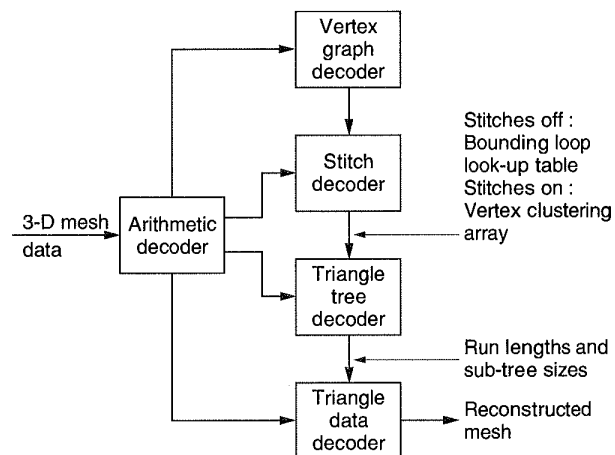 Vertex
graph
decoder
Stitches off :
Bounding loop
look-up table
Stitches on :
Vertex clustering
array
Stitch
decoder
3-D mesh
data
Arithmetic
decoder
Triangle
tree
decoder
Run lengths and
sub-tree sizes
Triangle
data
decoder
Reconstructed
mesh